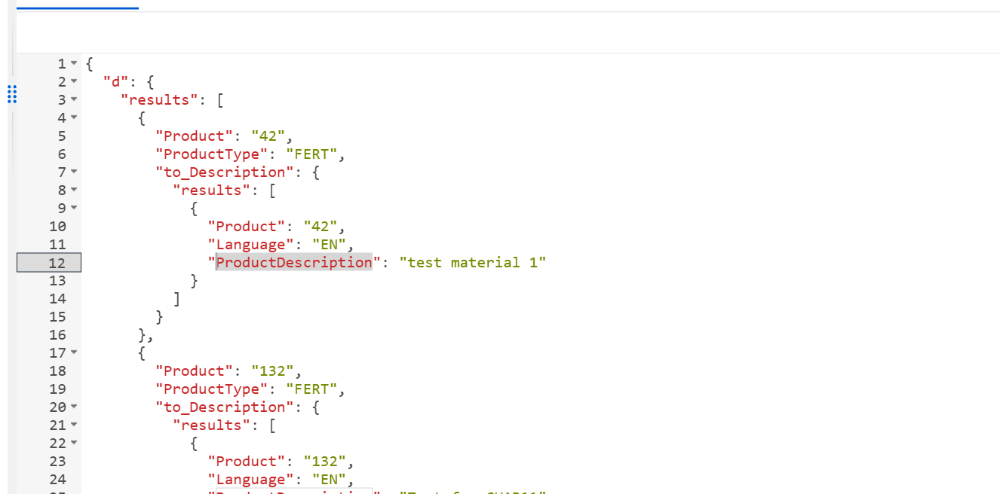 1 {
2 "d": {
3 "results": [
4 {
5 "Product": "42",
6 "ProductType": "FERT",
7 "to_Description": {
8 "results": [
9 {
10 "Product": "42",
11 "Language": "EN",
12 "ProductDescription": "test material 1"
13 }
14 ]
15 }
16 },
17 {
18 "Product": "132",
19 "ProductType": "FERT",
20 "to_Description": {
21 "results": [
22 {
23 "Product": "132",
24 "Language": "EN",